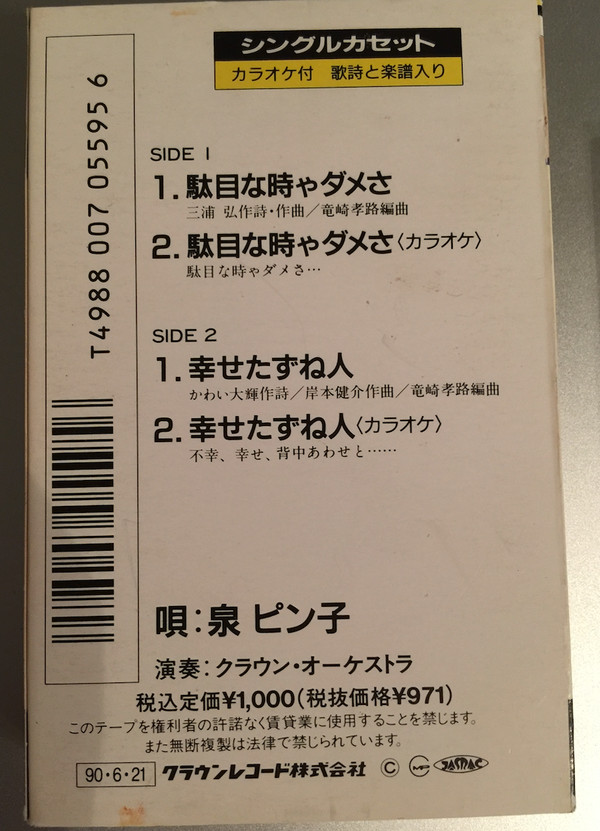 シングルカセット
カラオケ付 歌詩と楽譜入り
T4988 007 05595 6
SIDE 1
1. 駄目な時ゃダメさ
三浦 弘作詩・作曲／竜崎孝路編曲
2. 駄目な時ゃダメさ〈カラオケ〉
駄目な時ゃダメさ…
SIDE 2
1. 幸せたずね人
かわい大輝作詩／岸本健介作曲／竜崎孝路編曲
2. 幸せたずね人〈カラオケ〉
不幸、幸せ、背中あわせと……
唄：泉 ピン子
演奏：クラウン・オーケストラ
税込定価¥1,000(税抜価格¥971)
このテープを権利者の許諾なく賃貸業に使用することを禁じます。
また無断複製は法律で禁じられています。
90・6・21 クラウンレコード株式会社 Ⓒ MP JASRAC